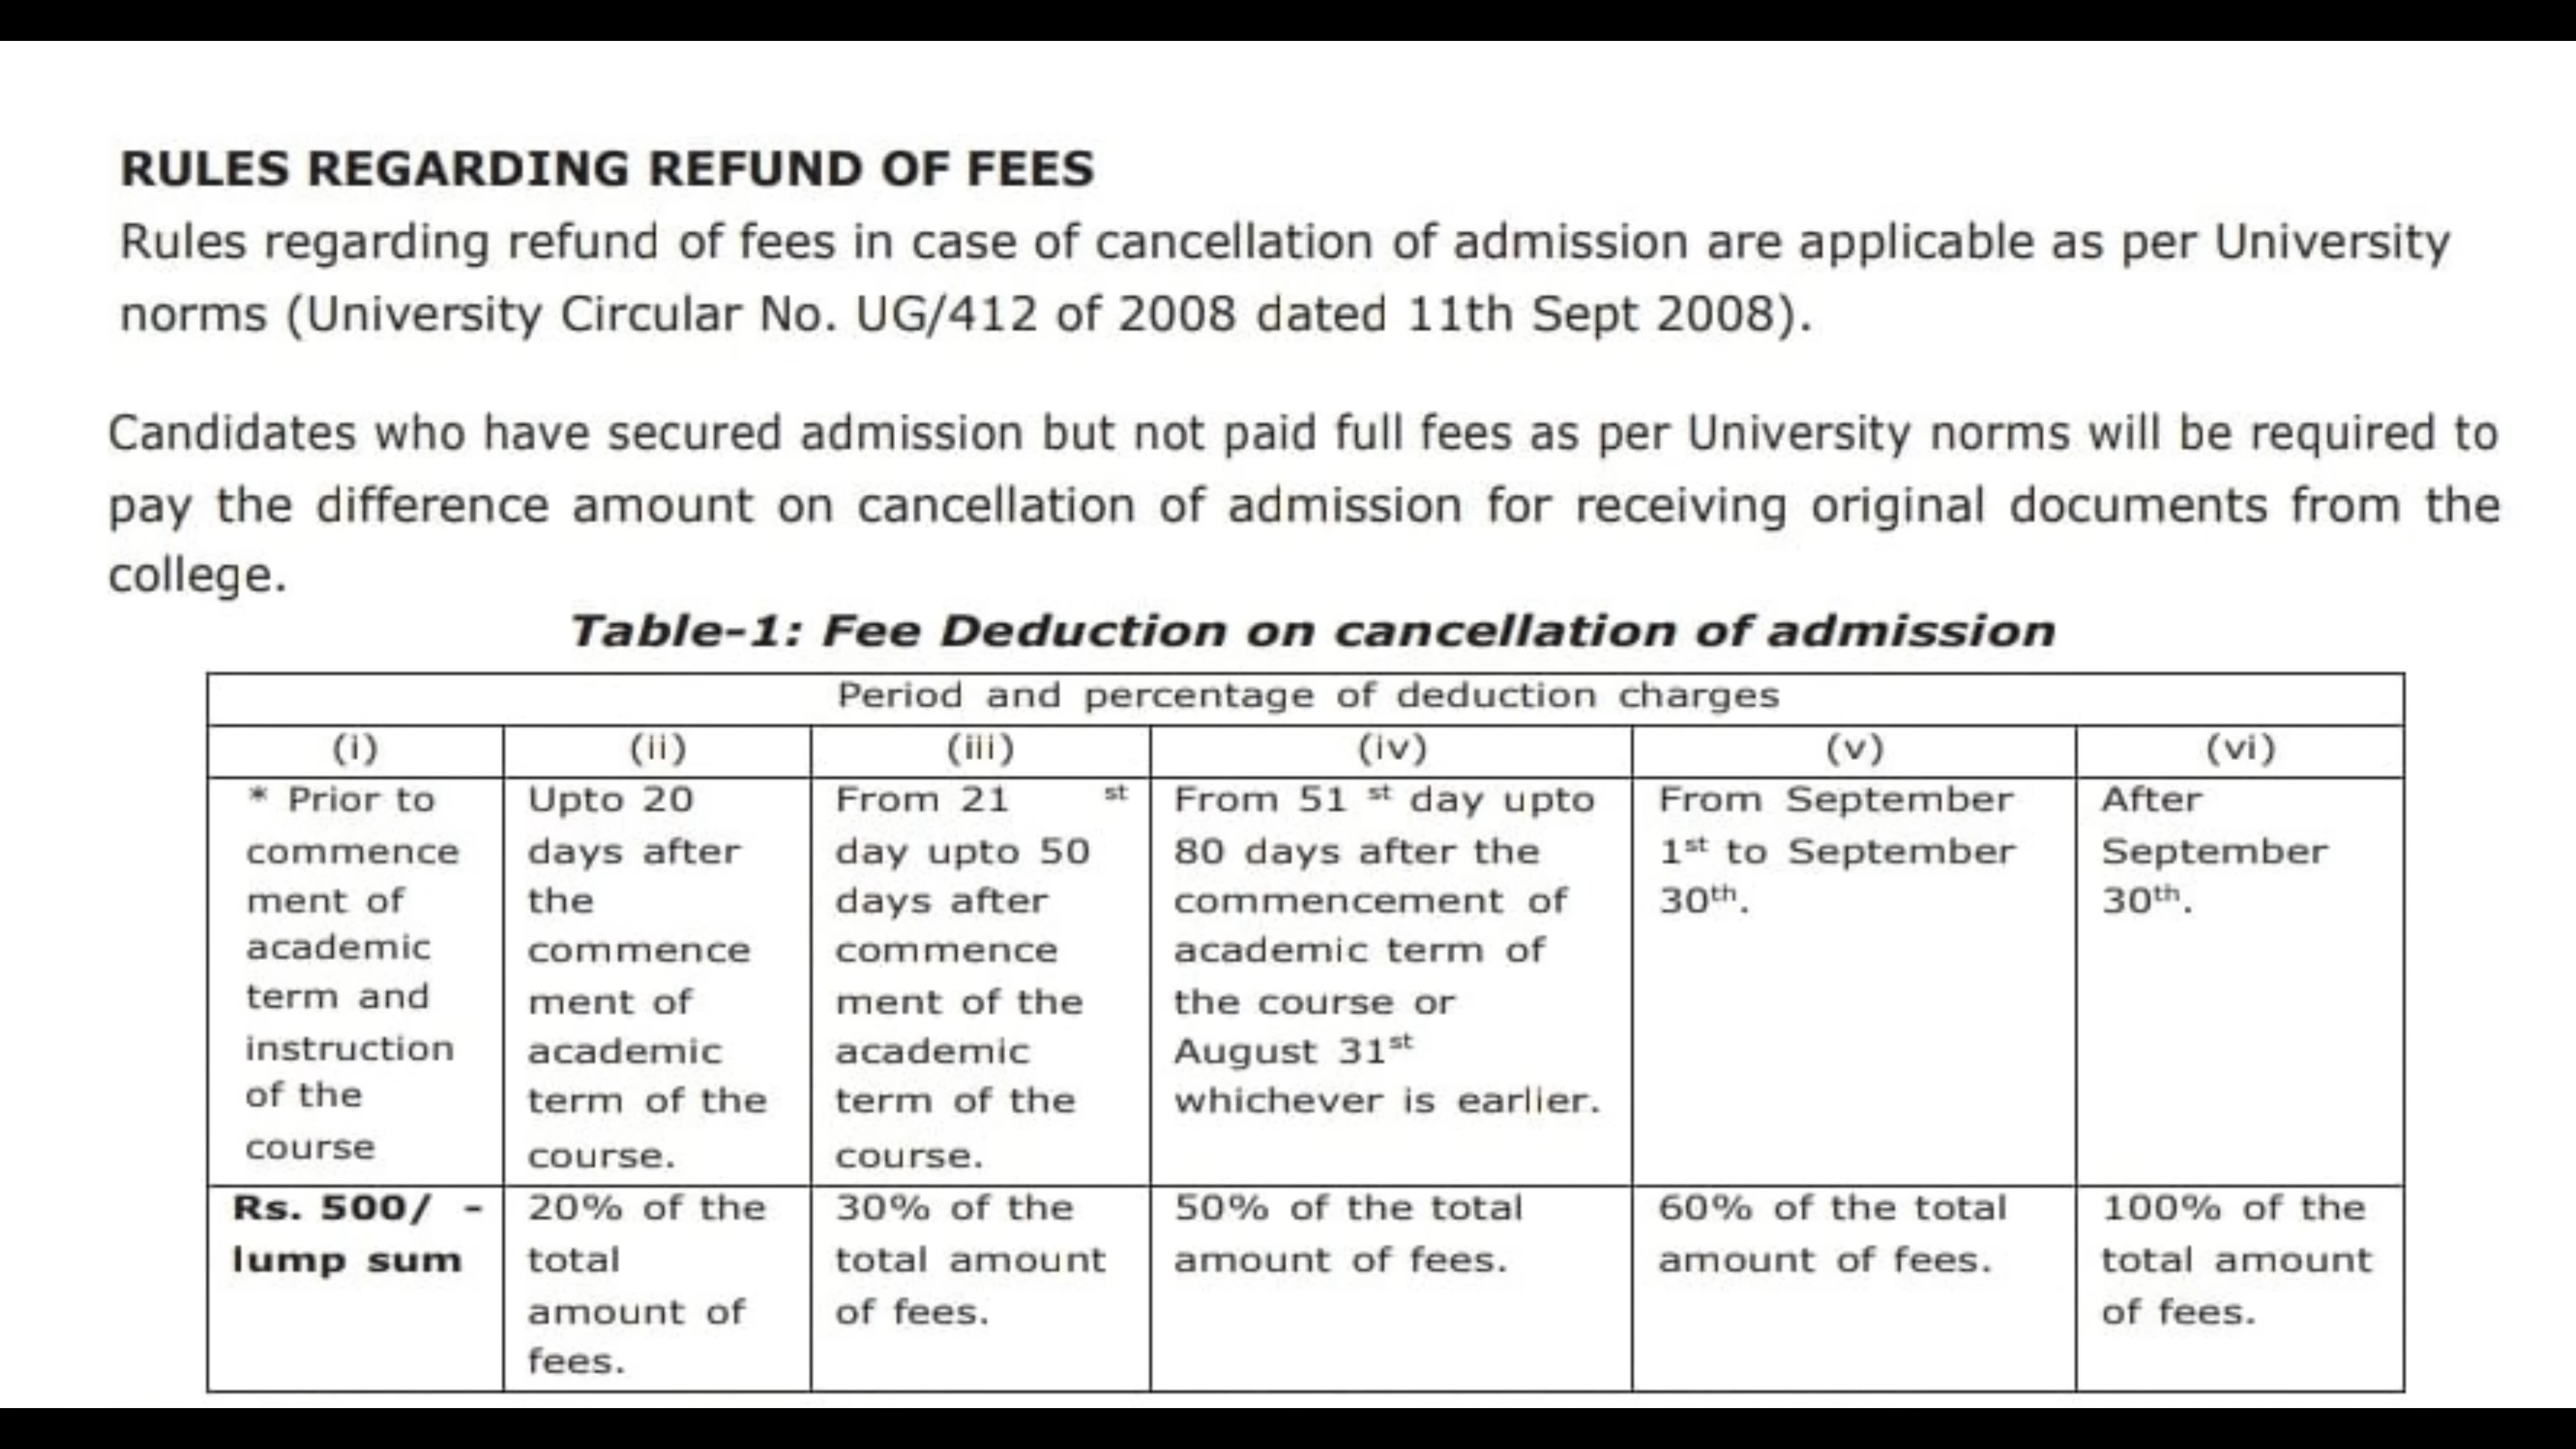 RULES REGARDING REFUND OF FEES
Rules regarding refund of fees in case of cancellation of admission are applicable as per University
norms (University Circular No. UG/412 of 2008 dated 11th Sept 2008).
Candidates who have secured admission but not paid full fees as per University norms will be required to
pay the difference amount on cancellation of admission for receiving original documents from the
college.
Table-1: Fee Deduction on cancellation of admission
Period and percentage of deduction charges
(i)
(ii)
(iii)
(iv)
(v)
(vi)
* Prior to
commence
ment of
academic
term and
instruction
of the
course
Upto 20
days after
the
commence
ment of
academic
term of the
course.
From 21 st
day upto 50
days after
commence
ment of the
academic
term of the
course.
From 51 st day upto
80 days after the
commencement of
academic term of
the course or
August 31st
whichever is earlier.
From September
1st to September
30th.
After
September
30th.
Rs. 500/ -
lump sum
20% of the
total
amount of
fees.
30% of the
total amount
of fees.
50% of the total
amount of fees.
60% of the total
amount of fees.
100% of the
total amount
of fees.